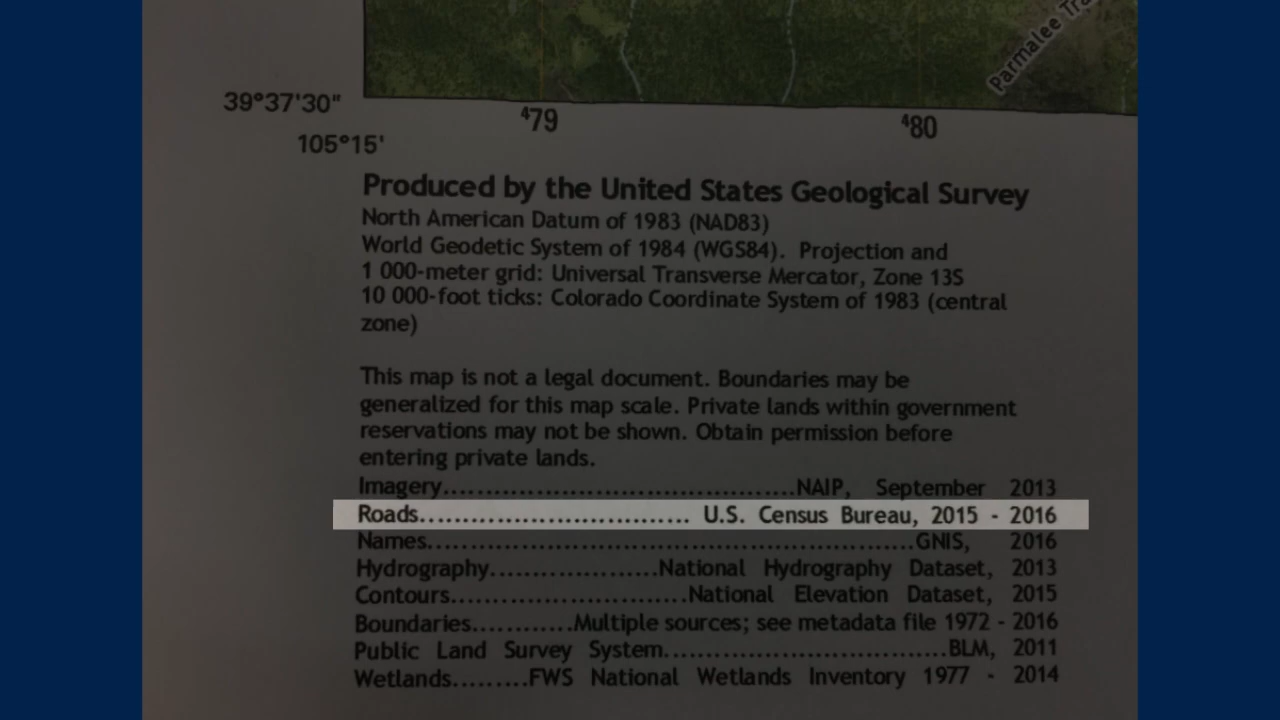 Parmalee
39°37'30"
⁴79
⁴80
105°15'
Produced by the United States Geological Survey
North American Datum of 1983 (NAD83)
World Geodetic System of 1984 (WGS84). Projection and
1 000-meter grid: Universal Transverse Mercator, Zone 13S
10 000-foot ticks: Colorado Coordinate System of 1983 (central
zone)
This map is not a legal document. Boundaries may be
generalized for this map scale. Private lands within government
reservations may not be shown. Obtain permission before
entering private lands.
Imagery........................................NAIP, September 2013
Roads............................... U.S. Census Bureau, 2015 - 2016
Names.......................................................GNIS, 2016
Hydrography...................National Hydrography Dataset, 2013
Contours...........................National Elevation Dataset, 2015
Boundaries............Multiple sources; see metadata file 1972 - 2016
Public Land Survey System................................BLM, 2011
Wetlands.........FWS National Wetlands Inventory 1977 - 2014